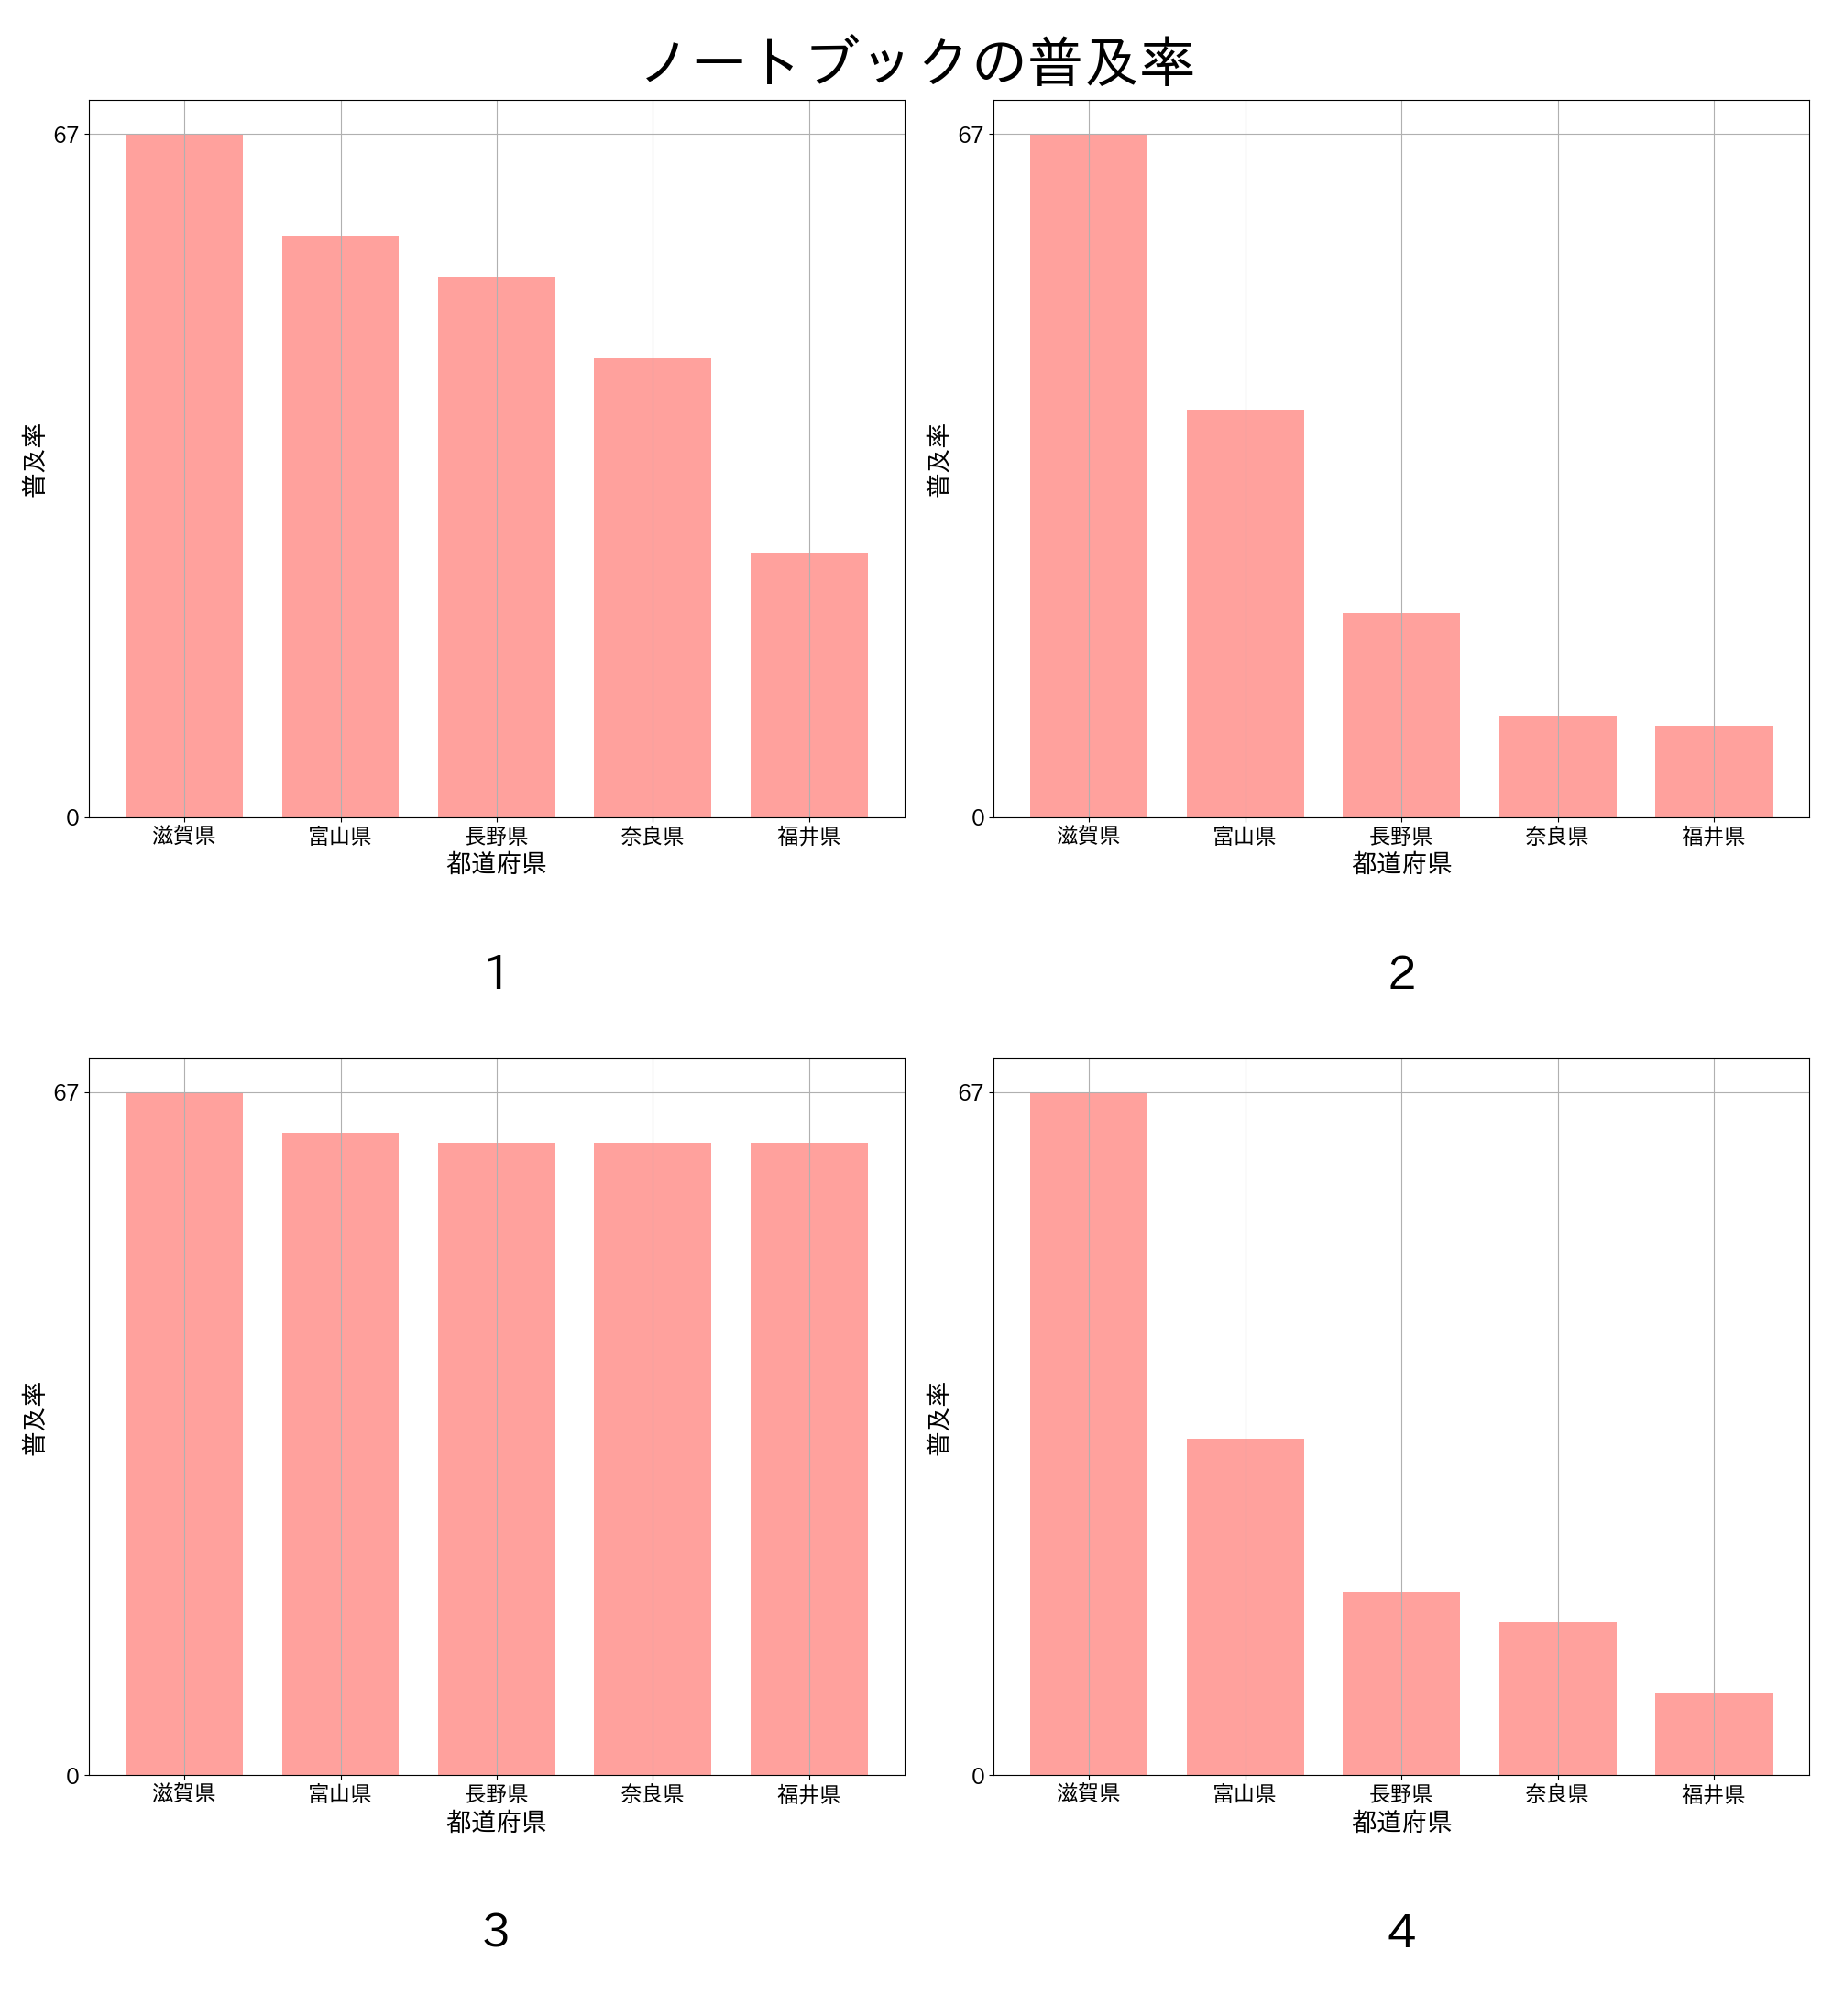 ノートブックの普及率
67
0
普及率
滋賀県 富山県 長野県 奈良県 福井県
都道府県
1
67
0
普及率
滋賀県 富山県 長野県 奈良県 福井県
都道府県
2
67
0
普及率
滋賀県 富山県 長野県 奈良県 福井県
都道府県
3
67
0
普及率
滋賀県 富山県 長野県 奈良県 福井県
都道府県
4